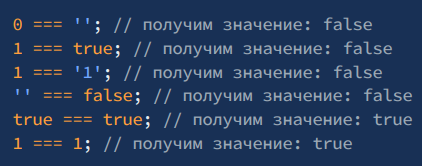 0 === ''; // получим значение: false
1 === true; // получим значение: false
1 === '1'; // получим значение: false
'' === false; // получим значение: false
true === true; // получим значение: true
1 === 1; // получим значение: true